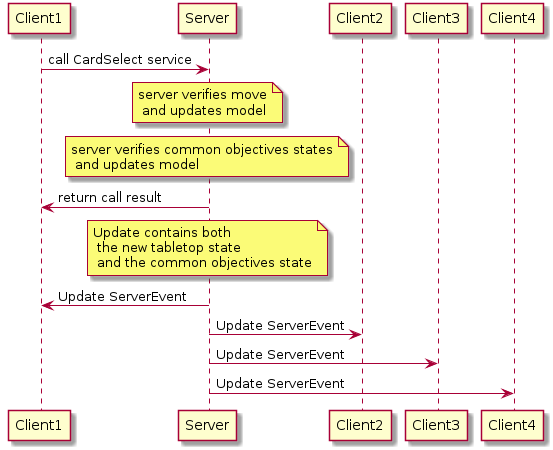 Client1
Server
Client2
Client3
Client4
call CardSelect service
server verifies move
and updates model
server verifies common objectives states
and updates model
return call result
Update contains both
the new tabletop state
and the common objectives state
Update ServerEvent
Update ServerEvent
Update ServerEvent
Update ServerEvent
Client1
Server
Client2
Client3
Client4